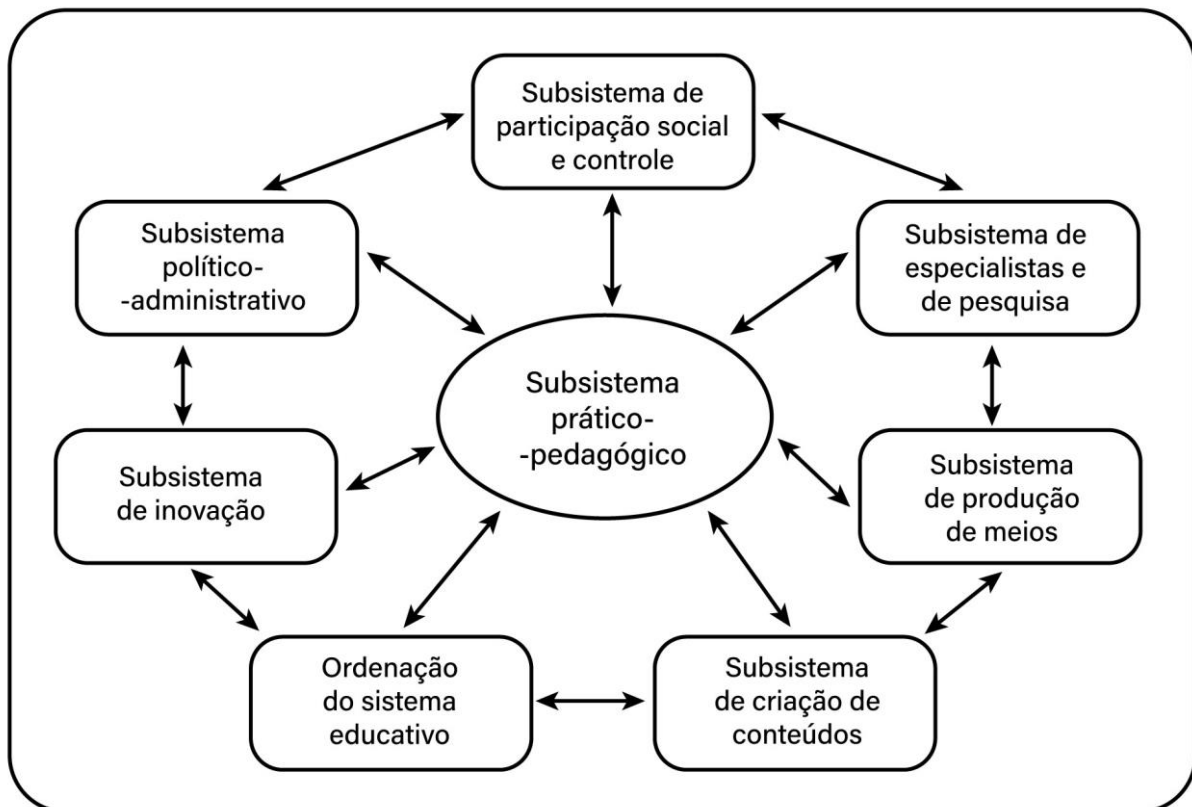 Subsistema de
participação social
e controle
Subsistema
político-
-administrativo
Subsistema de
especialistas e
de pesquisa
Subsistema
prático-
-pedagógico
Subsistema
de inovação
Subsistema
de produção
de meios
Ordenação
do sistema
educativo
Subsistema
de criação de
conteúdos